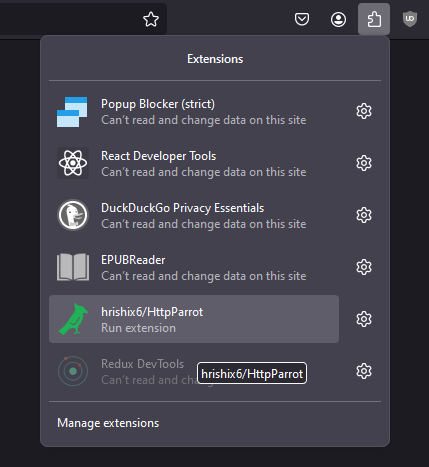 UD
Extensions
Popup Blocker (strict)
Can't read and change data on this site
React Developer Tools
Can't read and change data on this site
DuckDuckGo Privacy Essentials
Can't read and change data on this site
EPUBReader
Can't read and change data on this site
hrishix6/HttpParrot
Run extension
Redux DevTools
Can't read and
hrishix6/HttpParrot
Manage extensions